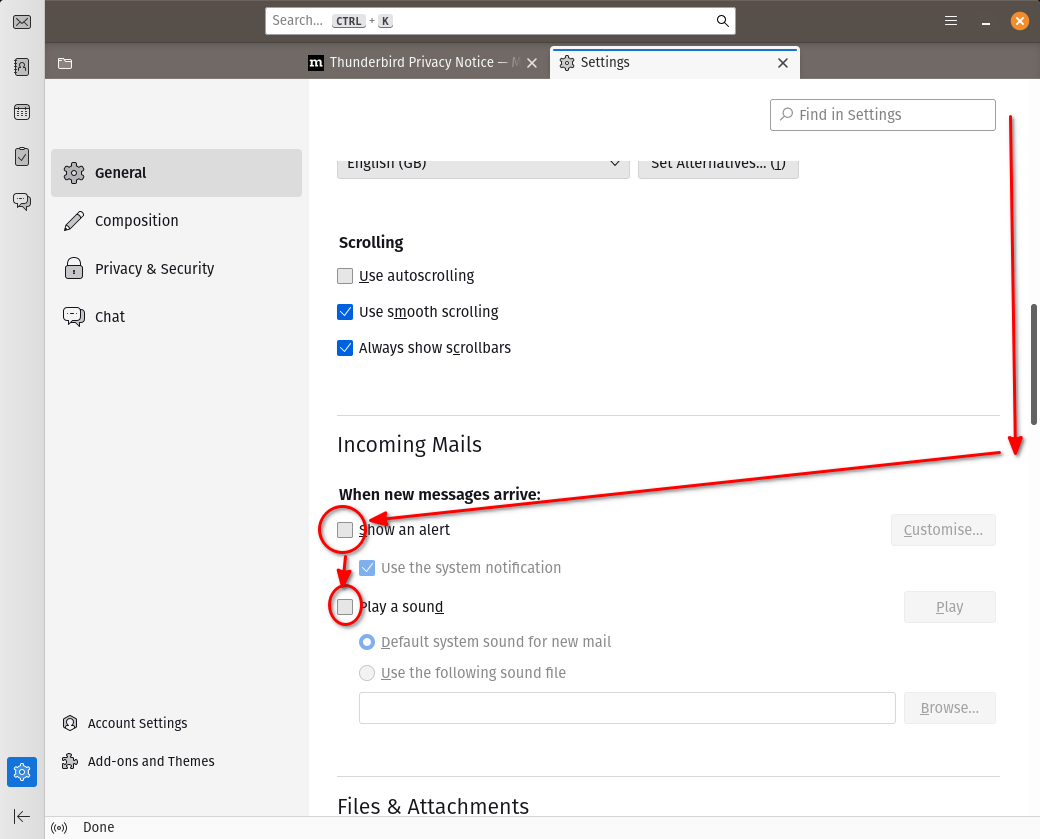 Search... CTRL + K
m Thunderbird Privacy Notice — M
Settings
Find in Settings
English (GB)
Set Alternatives... (I)
General
Composition
Privacy & Security
Chat
Scrolling
Use autoscrolling
Use smooth scrolling
Always show scrollbars
Incoming Mails
When new messages arrive:
Show an alert
Customise...
Use the system notification
Play a sound
Play
Default system sound for new mail
Use the following sound file
Browse...
Account Settings
Add-ons and Themes
Files & Attachments
Done